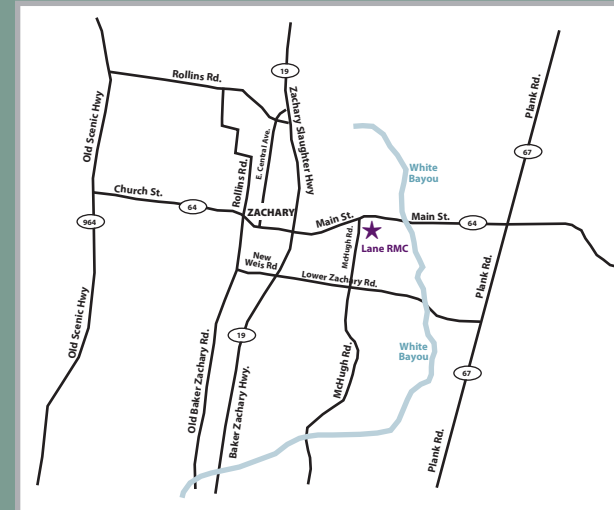 Rollins Rd.
19
Old Scenic Hwy
Zachary Slaughter Hwy
Plank Rd.
E. Central Ave.
67
Rollins Rd.
White
Bayou
Church St.
64
ZACHARY
Main St.
Main St.
64
964
McHugh Rd.
Lane RMC
New
Weis Rd
Lower Zachary Rd.
Plank Rd.
Old Scenic Hwy
19
Old Baker Zachary Rd.
Baker Zachary Hwy.
McHugh Rd.
White
Bayou
67
Plank Rd.